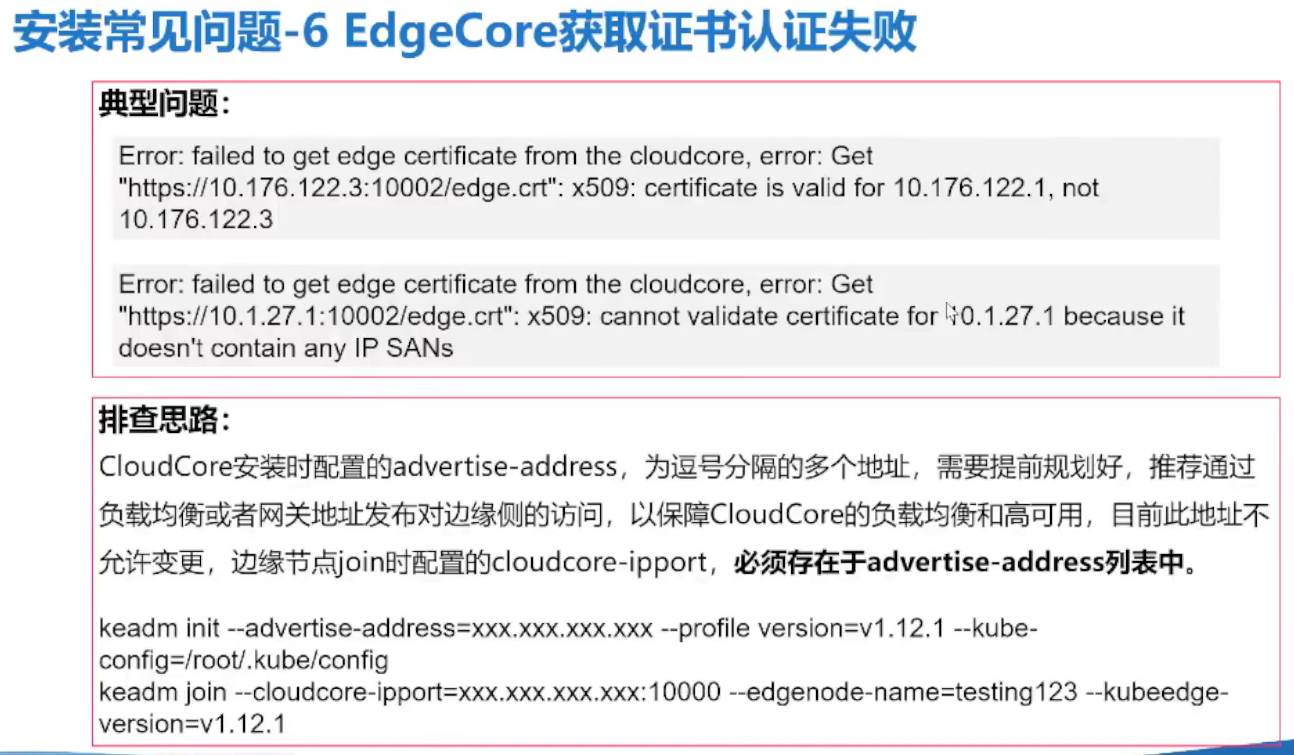 安装常见问题-6 EdgeCore获取证书认证失败
典型问题：
Error: failed to get edge certificate from the cloudcore, error: Get
"https://10.176.122.3:10002/edge.crt": x509: certificate is valid for 10.176.122.1, not
10.176.122.3
Error: failed to get edge certificate from the cloudcore, error: Get
"https://10.1.27.1:10002/edge.crt": x509: cannot validate certificate for 10.1.27.1 because it
doesn't contain any IP SANs
排查思路：
CloudCore安装时配置的advertise-address，为逗号分隔的多个地址，需要提前规划好，推荐通过
负载均衡或者网关地址发布对边缘侧的访问，以保障CloudCore的负载均衡和高可用，目前此地址不
允许变更，边缘节点join时配置的cloudcore-ipport，必须存在于advertise-address列表中。
keadm init --advertise-address=xxx.xxx.xxx.xxx --profile version=v1.12.1 --kube-
config=/root/.kube/config
keadm join --cloudcore-ipport=xxx.xxx.xxx.xxx:10000 --edgenode-name=testing123 --kubeedge-
version=v1.12.1